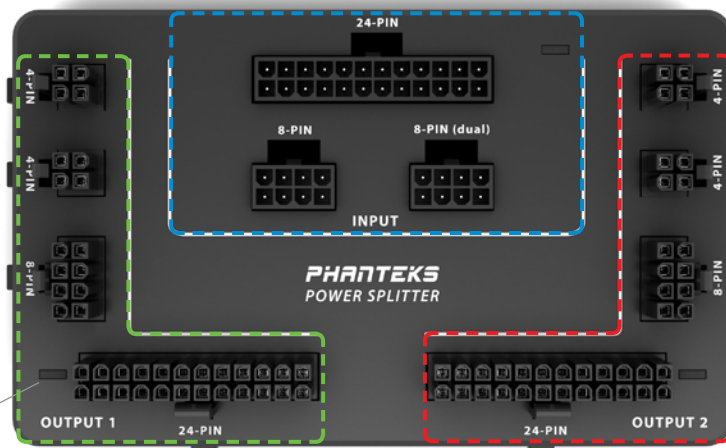 24-PIN
4-PIN
4-PIN
8-PIN
8-PIN (dual)
INPUT
4-PIN
4-PIN
8-PIN
8-PIN
PHANTEKS
POWER SPLITTER
OUTPUT 1
24-PIN
OUTPUT 2
24-PIN